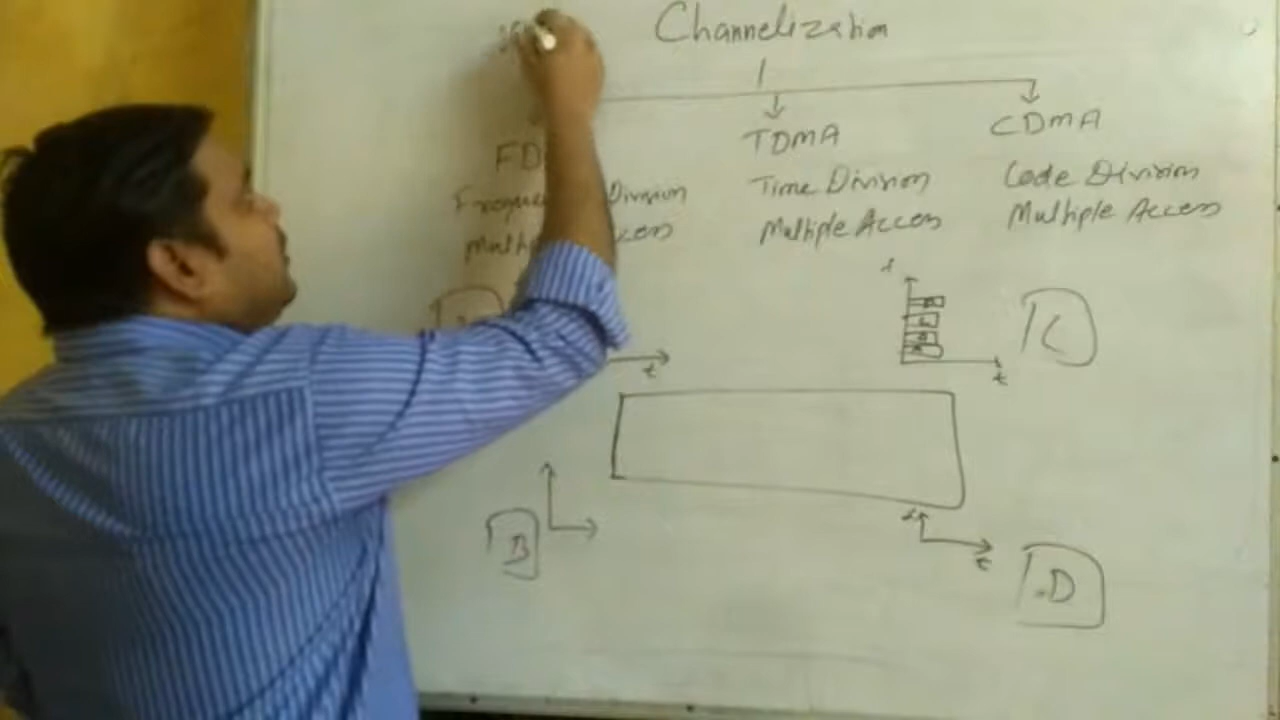 Channelization
FD
TDMA
CDMA
Division
Time Division
Code Division
Multiple Access
Multiple Access
f
t
t
C
B
f
t
D